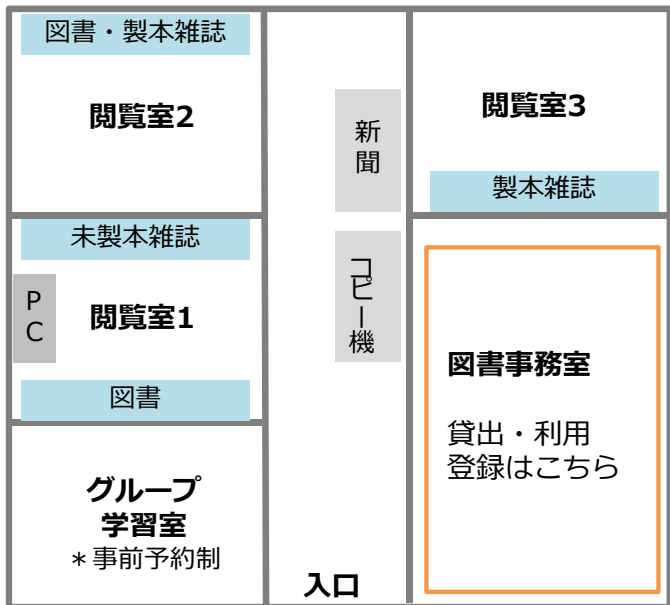 図書・製本雑誌
閲覧室2
新聞
閲覧室3
製本雑誌
未製本雑誌
PC
閲覧室1
図書
コピー機
図書事務室
貸出・利用
登録はこちら
グループ
学習室
＊事前予約制
入口